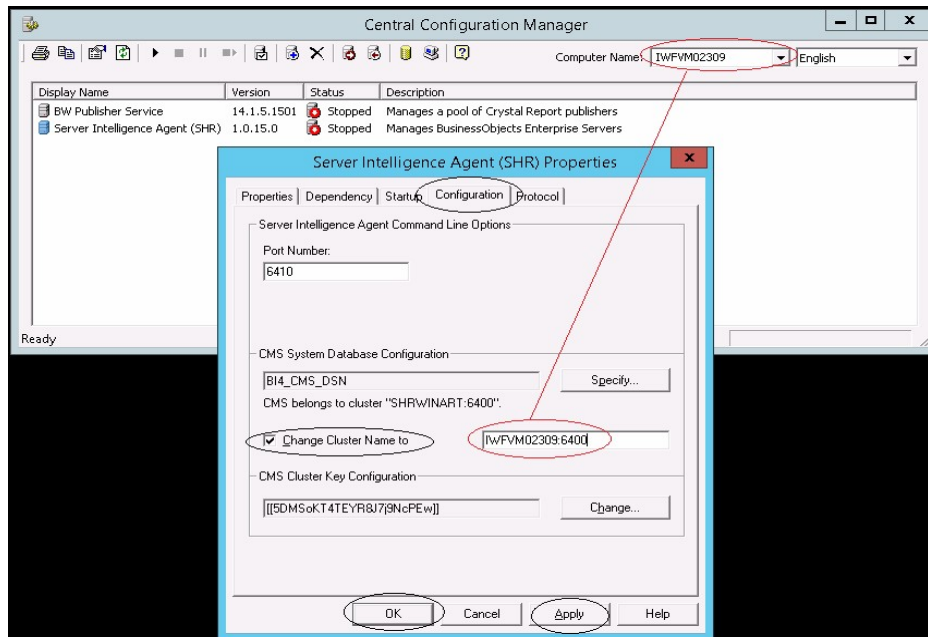 Central Configuration Manager
Computer Name: IWFVM02309 English
Display Name Version Status Description
BW Publisher Service 14.1.5.1501 Stopped Manages a pool of Crystal Report publishers
Server Intelligence Agent (SHR) 1.0.15.0 Stopped Manages BusinessObjects Enterprise Servers
Server Intelligence Agent (SHR) Properties
Properties Dependency Startup Configuration Protocol
Server Intelligence Agent Command Line Options
Port Number:
6410
Ready
CMS System Database Configuration
BI4_CMS_DSN Specify...
CMS belongs to cluster "SHRWINART:6400".
Change Cluster Name to IWFVM02309:6400
CMS Cluster Key Configuration
[[5DMSoKT4TEYR8J7j9NcPEw]] Change...
OK Cancel Apply Help